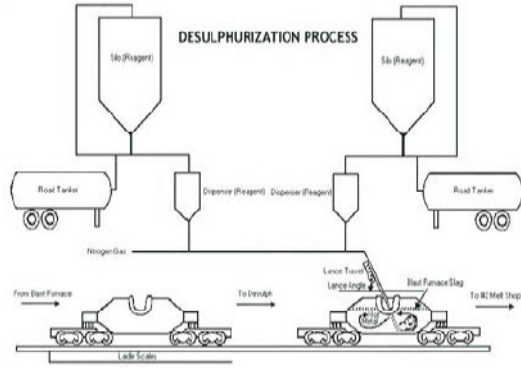 DESULPHURIZATION PROCESS
Silo (Reagent)
Silo (Reagent)
Road Tanker
Dispenser (Reagent)
Dispenser (Reagent)
Road Tanker
Nitrogen Gas
Lance Travel
Lance Angle
Blast Furnace Slag
From Blast Furnace
To Desulph
To #2 Melt Shop
Metal
Ladle Scales